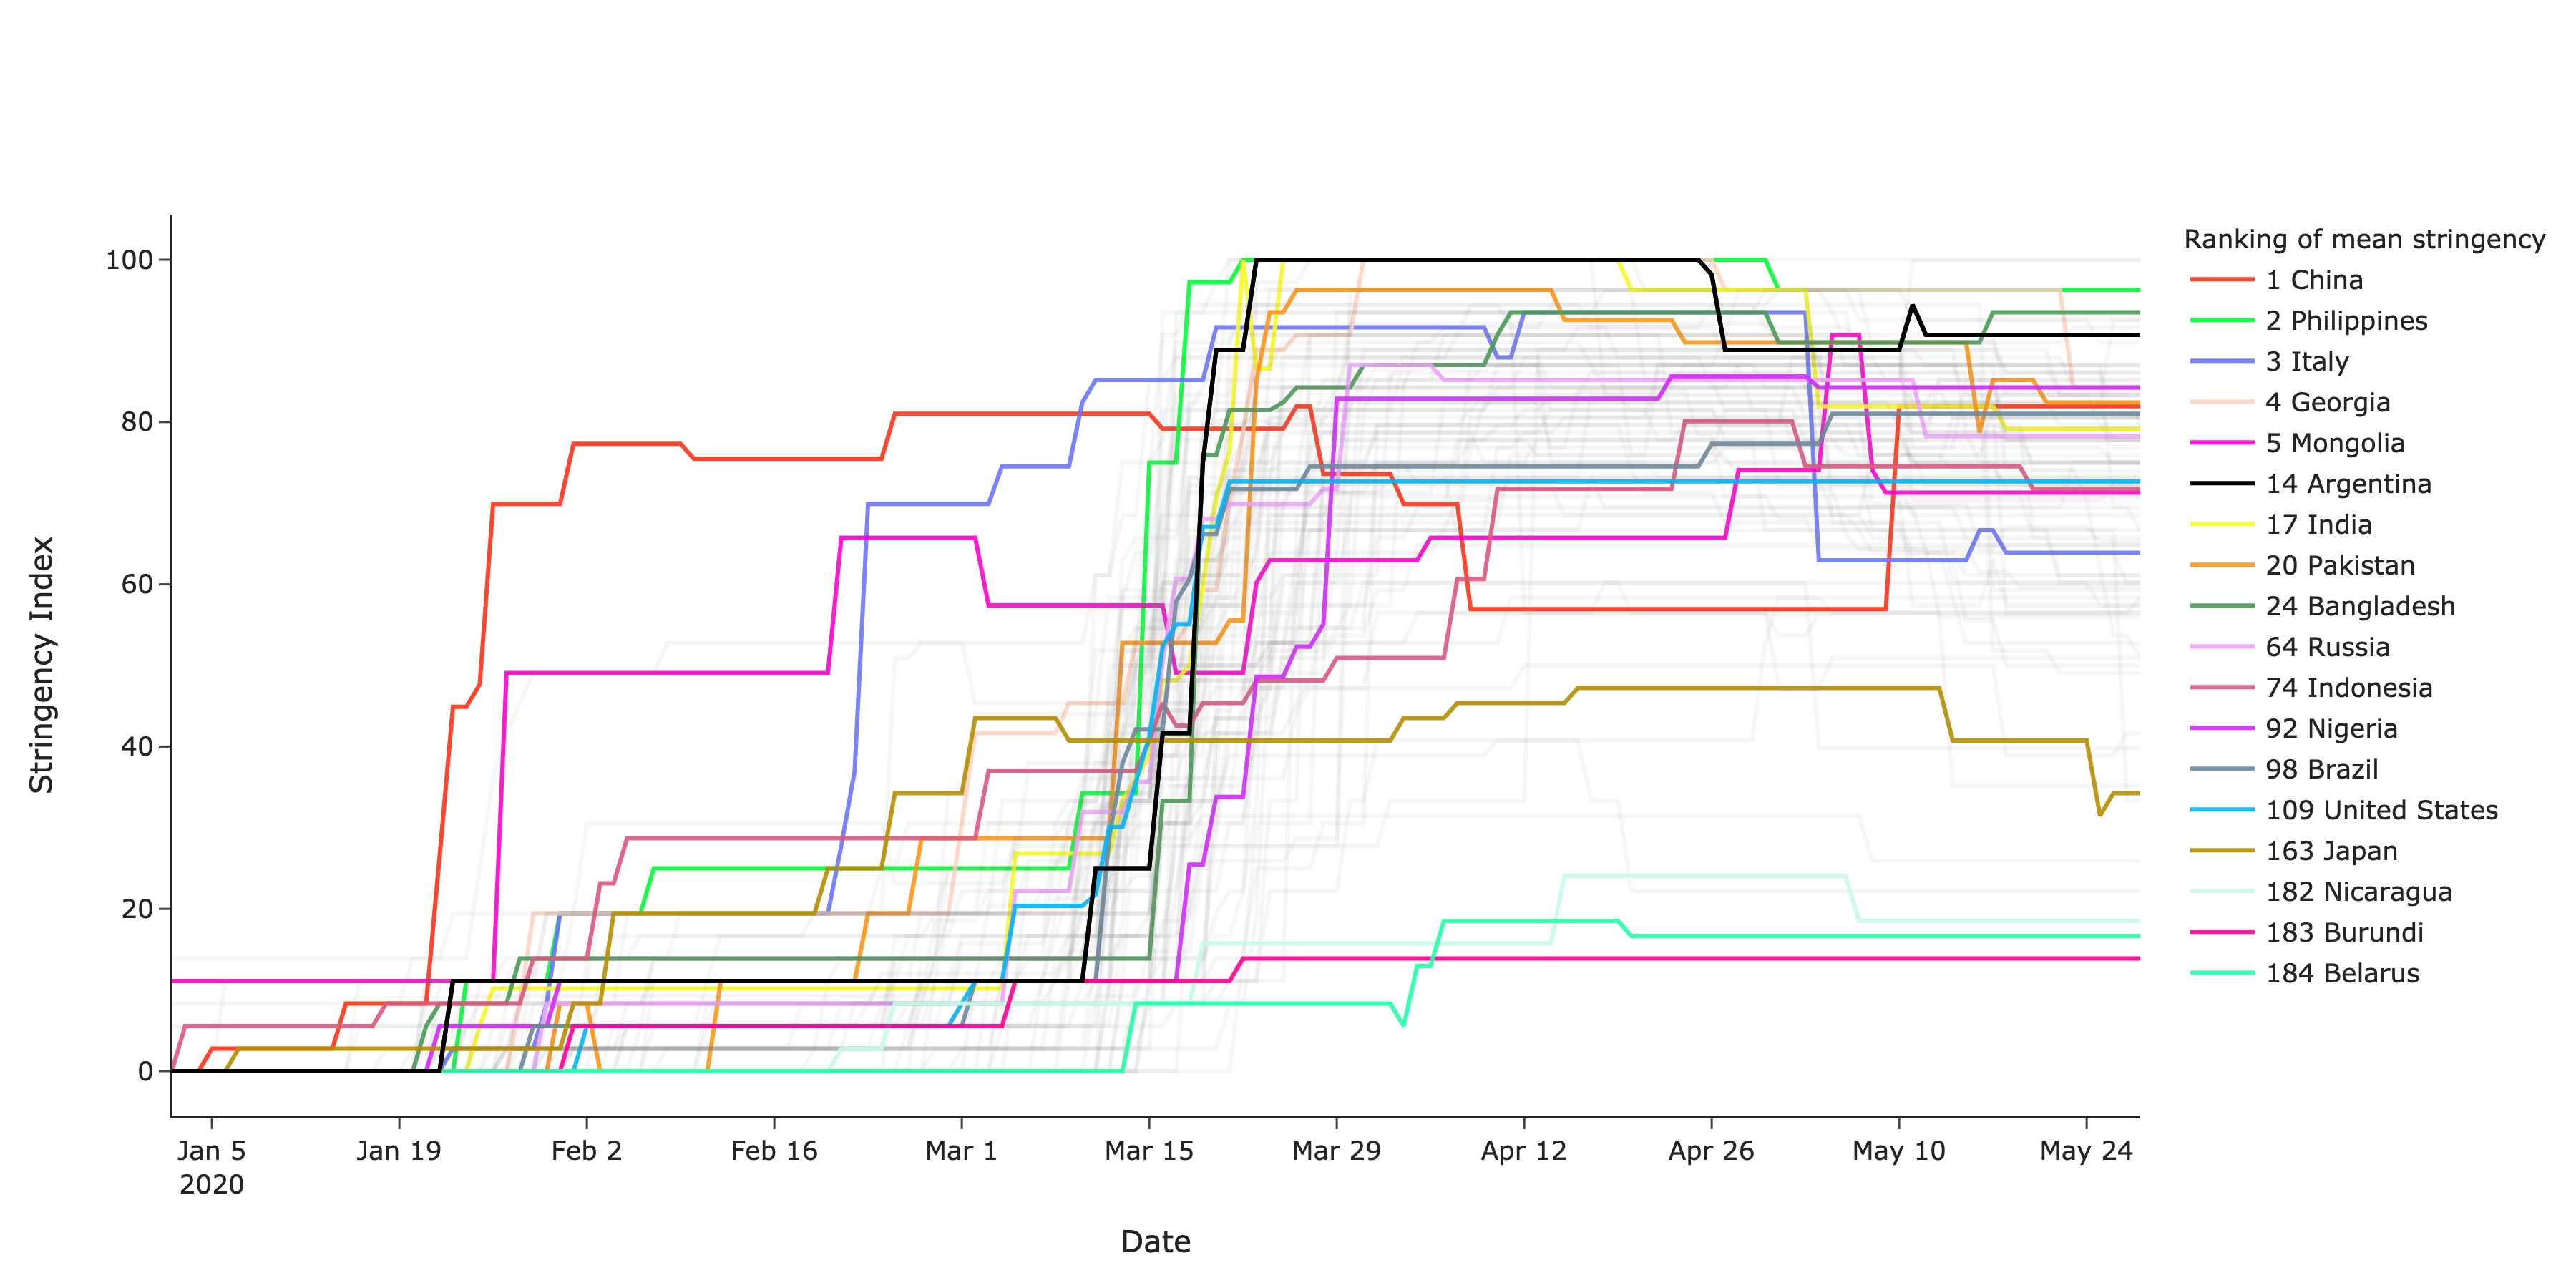 Ranking of mean stringency
1 China
2 Philippines
3 Italy
4 Georgia
5 Mongolia
14 Argentina
17 India
20 Pakistan
24 Bangladesh
64 Russia
74 Indonesia
92 Nigeria
98 Brazil
109 United States
163 Japan
182 Nicaragua
183 Burundi
184 Belarus
Stringency Index
100
80
60
40
20
0
Jan 5 Jan 19 Feb 2 Feb 16 Mar 1 Mar 15 Mar 29 Apr 12 Apr 26 May 10 May 24
2020
Date